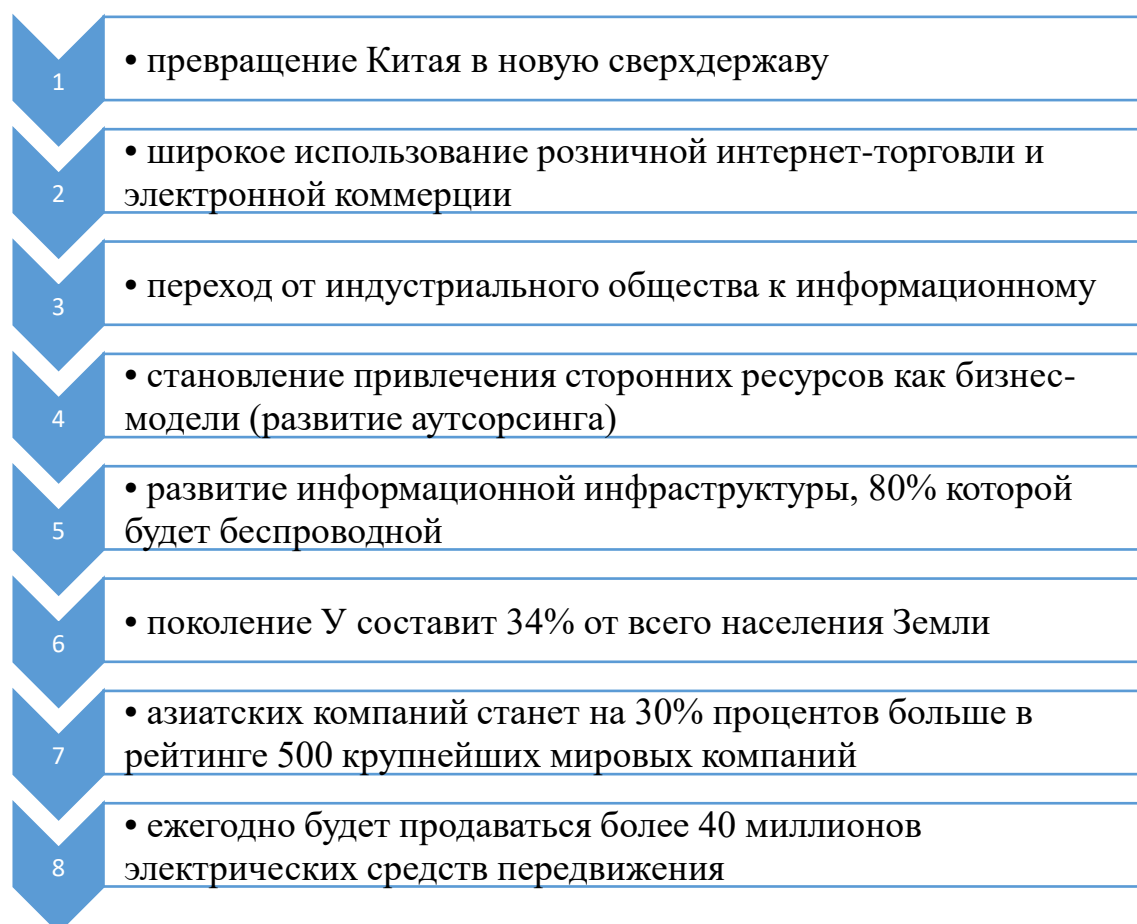 1
• превращение Китая в новую сверхдержаву
2
• широкое использование розничной интернет-торговли и
электронной коммерции
3
• переход от индустриального общества к информационному
4
• становление привлечения сторонних ресурсов как бизнес-
модели (развитие аутсорсинга)
5
• развитие информационной инфраструктуры, 80% которой
будет беспроводной
6
• поколение У составит 34% от всего населения Земли
7
• азиатских компаний станет на 30% процентов больше в
рейтинге 500 крупнейших мировых компаний
8
• ежегодно будет продаваться более 40 миллионов
электрических средств передвижения